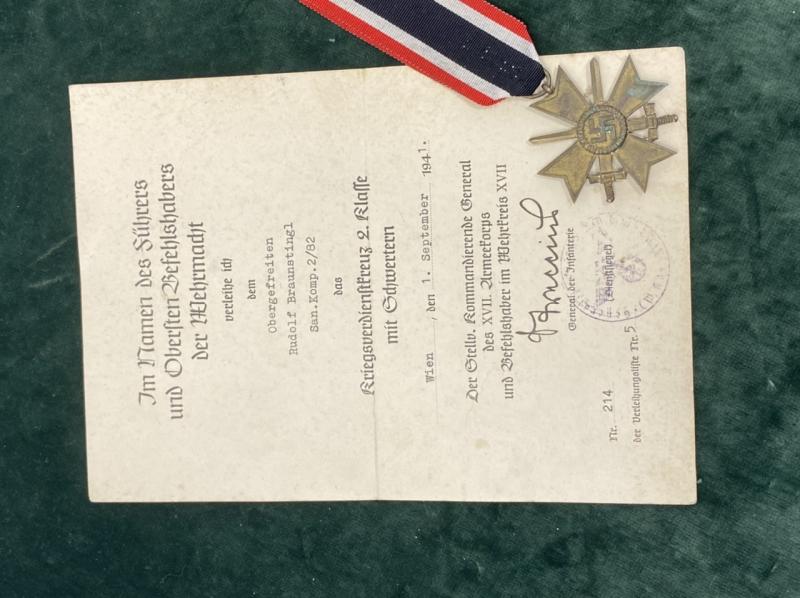 Im Namen des Führers
und Obersten Befehlshabers
der Wehrmacht
verleihe ich
dem
Obergefreiten
Rudolf Braunstingl
San.Komp.2/82
das
Kriegsverdienstkreuz 2. Klasse
mit Schwertern
Wien, den 1. September 1941.
Der Stellv. Kommandierende General
des XVII. Armeekorps
und Befehlshaber im Wehrkreis XVII
General der Infanterie
(Dienstsiegel)
Nr. 214
der Verleihungsliste Nr. 5